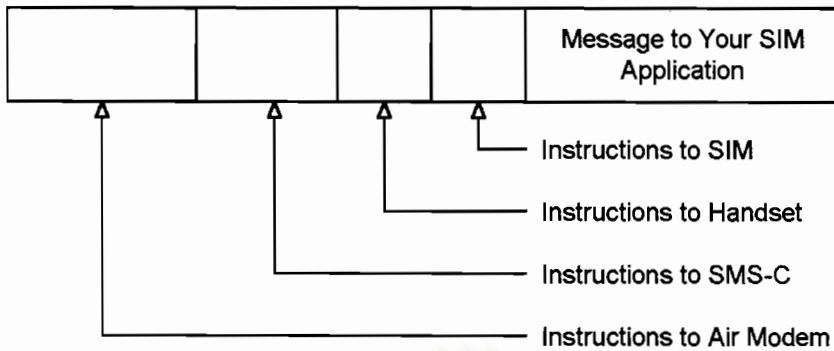 Message to Your SIM
Application
Instructions to SIM
Instructions to Handset
Instructions to SMS-C
Instructions to Air Modem